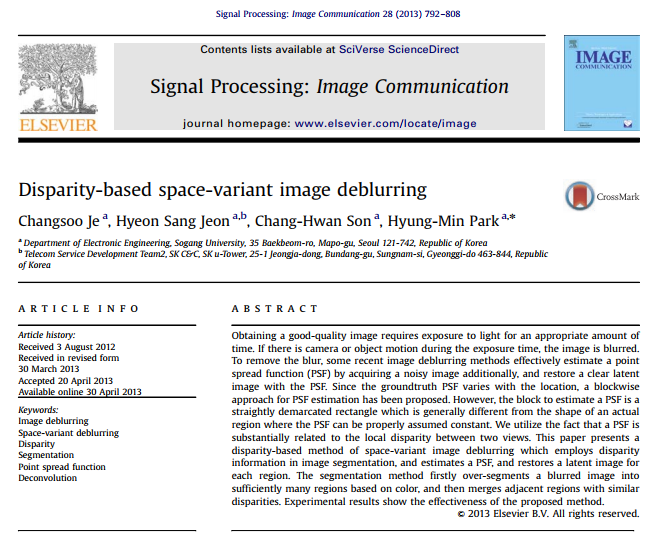 Signal Processing: Image Communication 28 (2013) 792–808
Contents lists available at SciVerse ScienceDirect
Signal Processing: Image Communication
journal homepage: www.elsevier.com/locate/image
ELSEVIER
IMAGE
COMMUNICATION
Disparity-based space-variant image deblurring
CrossMark
Changsoo Je a, Hyeon Sang Jeon a,b, Chang-Hwan Son a, Hyung-Min Park a,*
a Department of Electronic Engineering, Sogang University, 35 Baekbeom-ro, Mapo-gu, Seoul 121-742, Republic of Korea
b Telecom Service Development Team2, SK C&C, SK u-Tower, 25-1 Jeongja-dong, Bundang-gu, Sungnam-si, Gyeonggi-do 463-844, Republic
of Korea
ARTICLE INFO
Article history:
Received 3 August 2012
Received in revised form
30 March 2013
Accepted 20 April 2013
Available online 30 April 2013
Keywords:
Image deblurring
Space-variant deblurring
Disparity
Segmentation
Point spread function
Deconvolution
ABSTRACT
Obtaining a good-quality image requires exposure to light for an appropriate amount of
time. If there is camera or object motion during the exposure time, the image is blurred.
To remove the blur, some recent image deblurring methods effectively estimate a point
spread function (PSF) by acquiring a noisy image additionally, and restore a clear latent
image with the PSF. Since the groundtruth PSF varies with the location, a blockwise
approach for PSF estimation has been proposed. However, the block to estimate a PSF is
a straightly demarcated rectangle which is generally different from the shape of an actual
region where the PSF can be properly assumed constant. We utilize the fact that a PSF is
substantially related to the local disparity between two views. This paper presents a
disparity-based method of space-variant image deblurring which employs disparity
information in image segmentation, and estimates a PSF, and restores a latent image for
each region. The segmentation method firstly over-segments a blurred image into
sufficiently many regions based on color, and then merges adjacent regions with similar
disparities. Experimental results show the effectiveness of the proposed method.
© 2013 Elsevier B.V. All rights reserved.